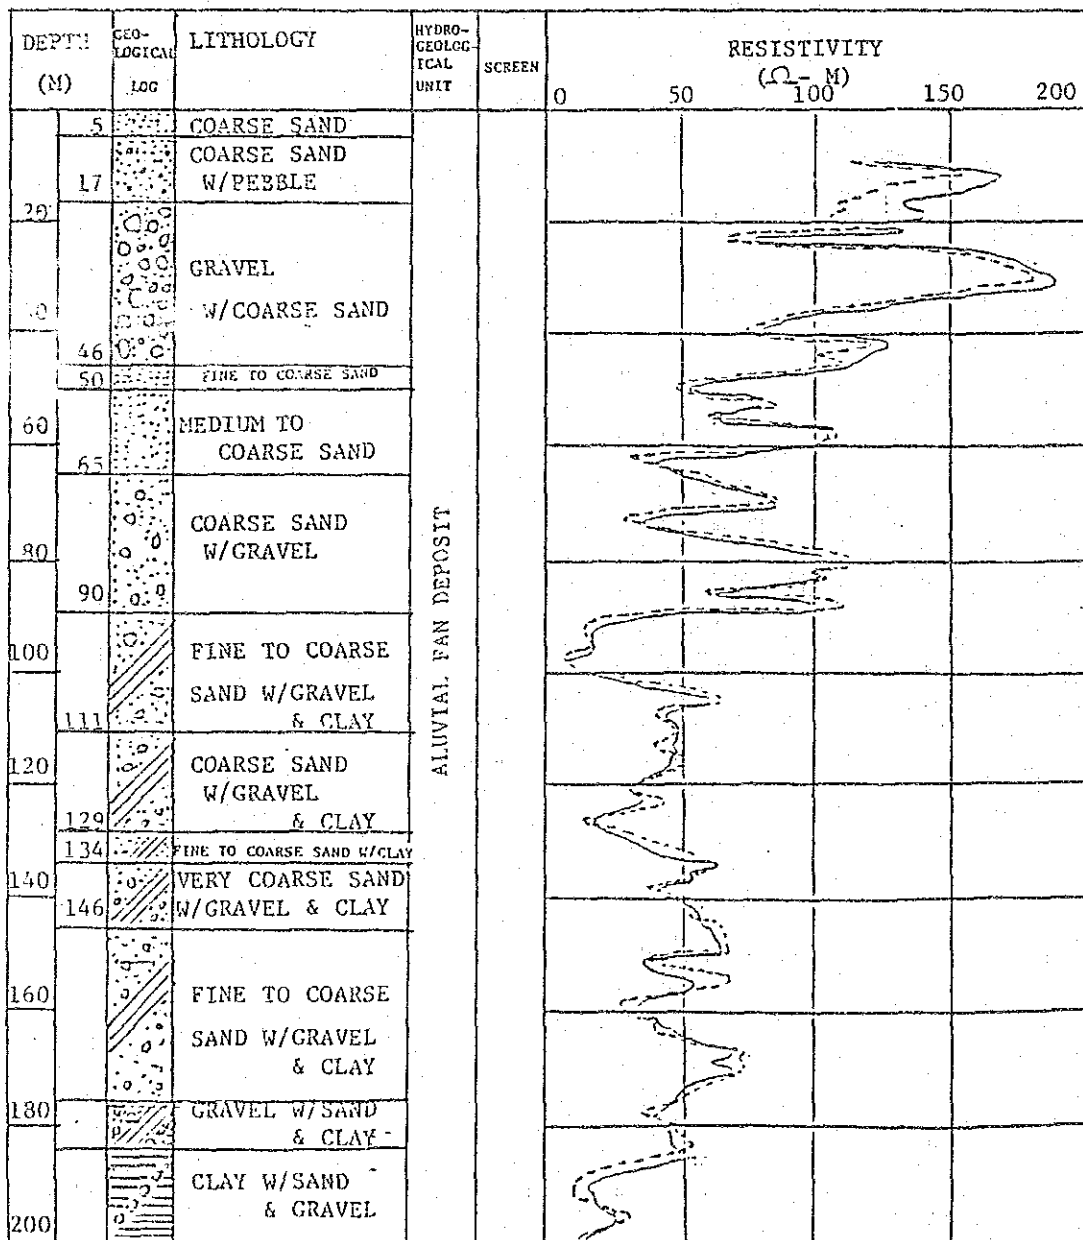 DEPTH
(M)
GEO-
LOGICAL
LOG
LITHOLOGY
HYDRO-
GEOLOG-
ICAL
UNIT
SCREEN
RESISTIVITY
(Ω - M)
0 50 100 150 200
5
COARSE SAND
COARSE SAND
W/PEBBLE
17
20
GRAVEL
W/COARSE SAND
46
50
FINE TO COARSE SAND
60
MEDIUM TO
COARSE SAND
65
COARSE SAND
W/GRAVEL
80
90
100
FINE TO COARSE
SAND W/GRAVEL
& CLAY
111
120
COARSE SAND
W/GRAVEL
& CLAY
129
134
FINE TO COARSE SAND W/CLAY
140
VERY COARSE SAND
W/GRAVEL & CLAY
146
160
FINE TO COARSE
SAND W/GRAVEL
& CLAY
180
GRAVEL W/SAND
& CLAY
CLAY W/SAND
& GRAVEL
200
ALUVIAL FAN DEPOSIT